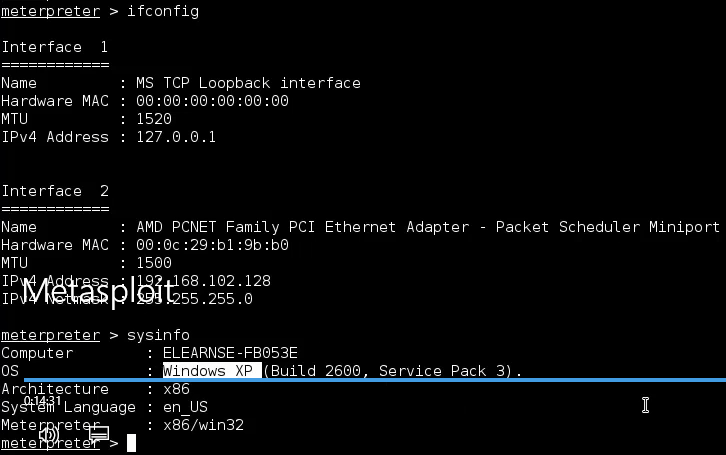 meterpreter > ifconfig
Interface 1
============
Name : MS TCP Loopback interface
Hardware MAC : 00:00:00:00:00:00
MTU : 1520
IPv4 Address : 127.0.0.1
Interface 2
============
Name : AMD PCNET Family PCI Ethernet Adapter - Packet Scheduler Miniport
Hardware MAC : 00:0c:29:b1:9b:b0
MTU : 1500
IPv4 Address : 192.168.102.128
Metasploit
IPv4 Netmask : 255.255.255.0
meterpreter > sysinfo
Computer : ELEARNSE-FB053E
OS : Windows XP (Build 2600, Service Pack 3).
Architecture : x86
0:14:31
System Language : en_US
Meterpreter : x86/win32
meterpreter >